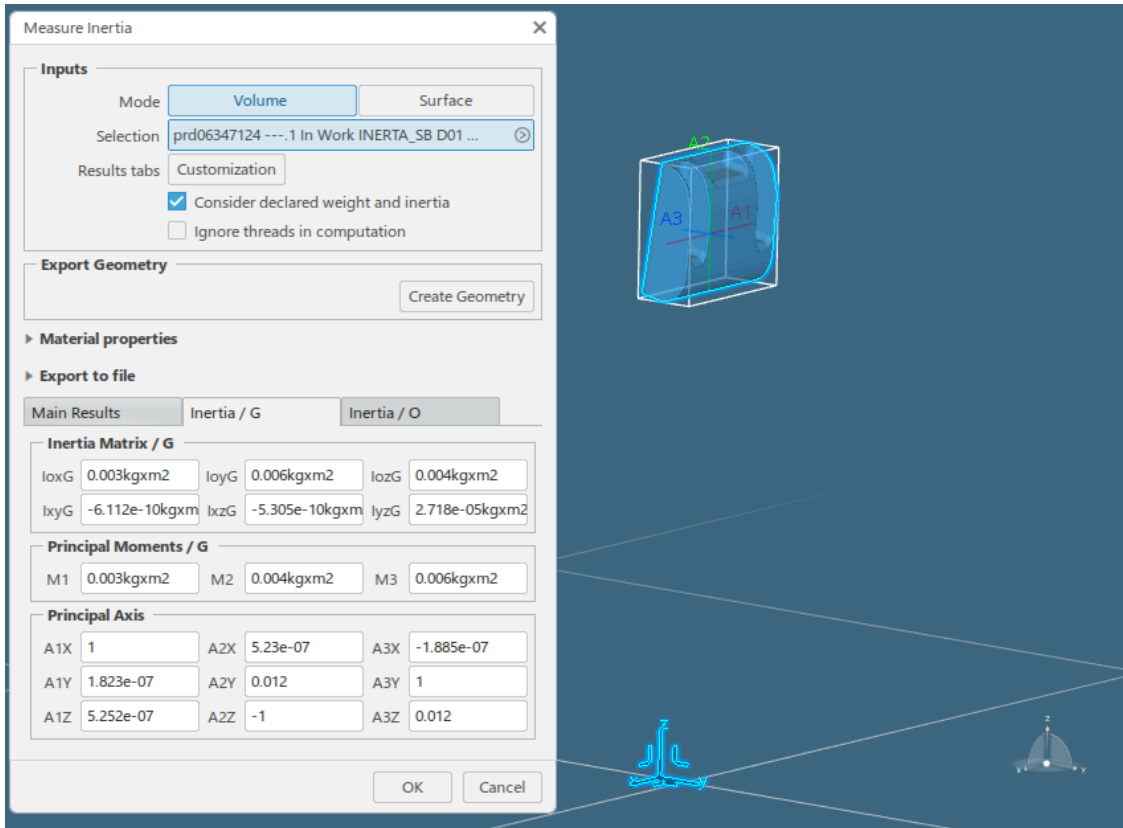 Measure Inertia
Inputs
Mode Volume Surface
Selection prd06347124 ---.1 In Work INERTA_SB D01 ...
Results tabs Customization
Consider declared weight and inertia
Ignore threads in computation
Export Geometry
Create Geometry
Material properties
Export to file
Main Results Inertia / G Inertia / O
Inertia Matrix / G
IoxG 0.003kgxm2 IoyG 0.006kgxm2 IozG 0.004kgxm2
IxyG -6.112e-10kgxm IxzG -5.305e-10kgxm IyzG 2.718e-05kgxm2
Principal Moments / G
M1 0.003kgxm2 M2 0.004kgxm2 M3 0.006kgxm2
Principal Axis
A1X 1 A2X 5.23e-07 A3X -1.885e-07
A1Y 1.823e-07 A2Y 0.012 A3Y 1
A1Z 5.252e-07 A2Z -1 A3Z 0.012
OK Cancel
A2
A3 A1
z
y
z
y